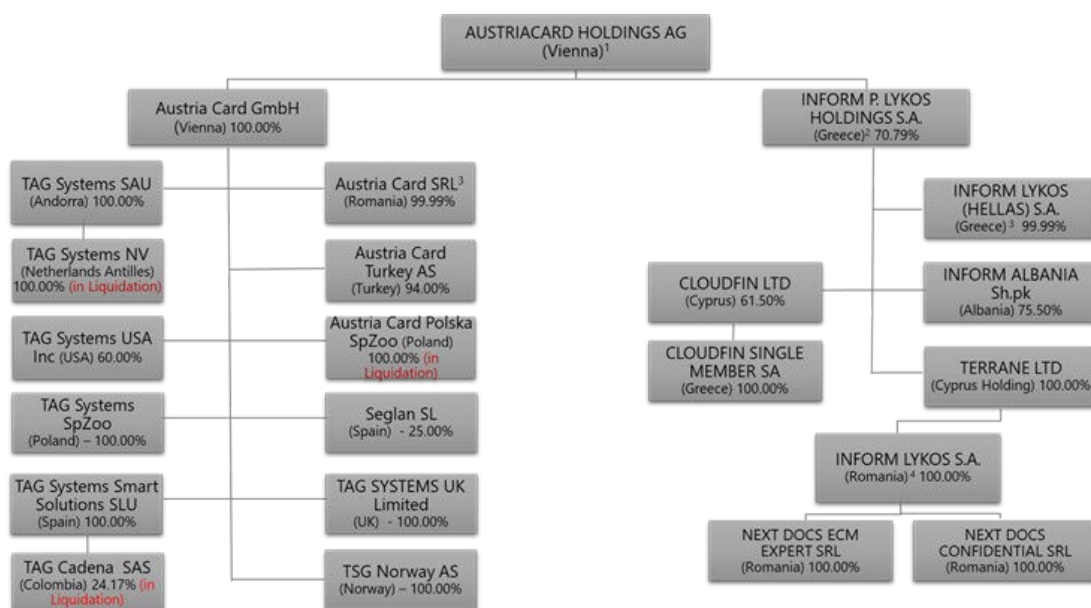 AUSTRIACARD HOLDINGS AG
(Vienna)¹
Austria Card GmbH
(Vienna) 100.00%
INFORM P. LYKOS
HOLDINGS S.A.
(Greece)² 70.79%
TAG Systems SAU
(Andorra) 100.00%
Austria Card SRL³
(Romania) 99.99%
INFORM LYKOS
(HELLAS) S.A.
(Greece) ³ 99.99%
TAG Systems NV
(Netherlands Antilles)
100.00% (in Liquidation)
Austria Card
Turkey AS
(Turkey) 94.00%
CLOUDFIN LTD
(Cyprus) 61.50%
INFORM ALBANIA
Sh.pk
(Albania) 75.50%
TAG Systems USA
Inc (USA) 60.00%
Austria Card Polska
SpZoo (Poland)
100.00% (in
Liquidation)
CLOUDFIN SINGLE
MEMBER SA
(Greece) 100.00%
TERRANE LTD
(Cyprus Holding) 100.00%
TAG Systems
SpZoo
(Poland) – 100.00%
Seglan SL
(Spain) - 25.00%
INFORM LYKOS S.A.
(Romania) ⁴ 100.00%
TAG Systems Smart
Solutions SLU
(Spain) 100.00%
TAG SYSTEMS UK
Limited
(UK) - 100.00%
NEXT DOCS ECM
EXPERT SRL
(Romania) 100.00%
NEXT DOCS
CONFIDENTIAL SRL
(Romania) 100.00%
TAG Cadena SAS
(Colombia) 24.17% (in
Liquidation)
TSG Norway AS
(Norway) – 100.00%